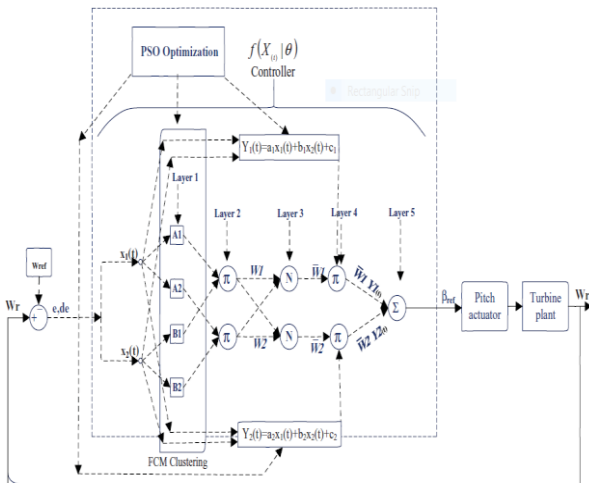 PSO Optimization
f(X(t)|θ)
Controller
Rectangular Snip
Y1(t)=a1x1(t)+b1x2(t)+c1
Layer 1
Layer 2
Layer 3
Layer 4
Layer 5
A1
x1(t)
Wref
W1
W̄1
W̄1 Y1(t)
π
N
π
Wr
A2
e,de
Σ
βref
Pitch
actuator
Turbine
plant
Wr
+
−
x2(t)
B1
π
W2
N
W̄2
π
W̄2 Y2(t)
B2
Y2(t)=a2x1(t)+b2x2(t)+c2
FCM Clustering